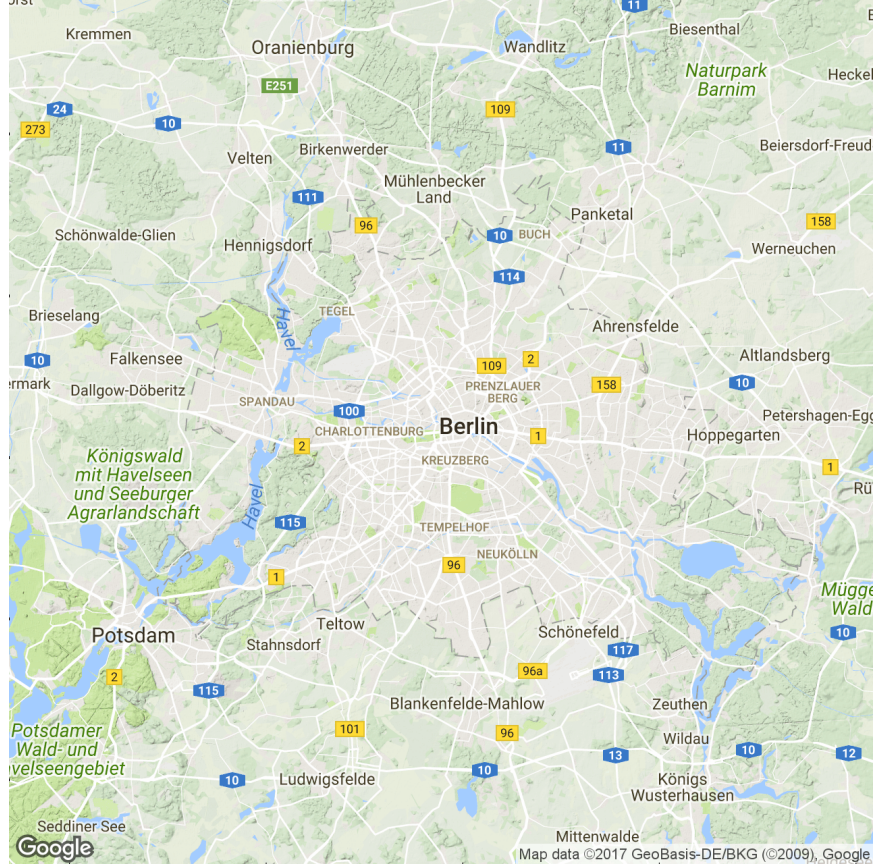 11
Kremmen
Biesenthal
Oranienburg
Wandlitz
Naturpark
Barnim
E251
24
109
273
10
11
Velten
Birkenwerder
Beiersdorf-Freud
Mühlenbecker
Land
111
Panketal
96
158
Schönwalde-Glien
10
BUCH
Hennigsdorf
Werneuchen
114
Brieselang
TEGEL
Havel
Ahrensfelde
10
Falkensee
109
2
Altlandsberg
Dallgow-Döberitz
PRENZLAUER
BERG
158
10
SPANDAU
100
Petershagen-Egg
Berlin
CHARLOTTENBURG
1
Hoppegarten
2
Königswald
mit Havelseen
und Seeburger
Agrarlandschaft
KREUZBERG
1
Havel
115
TEMPELHOF
NEUKÖLLN
96
1
Potsdam
Teltow
Schönefeld
10
Stahnsdorf
117
2
96a
113
115
Blankenfelde-Mahlow
Zeuthen
101
96
Potsdamer
Wald- und
Wildau
13
10
12
10
10
Ludwigsfelde
Königs
Wusterhausen
Seddiner See
Mittenwalde
Google
Map data ©2017 GeoBasis-DE/BKG (©2009), Google